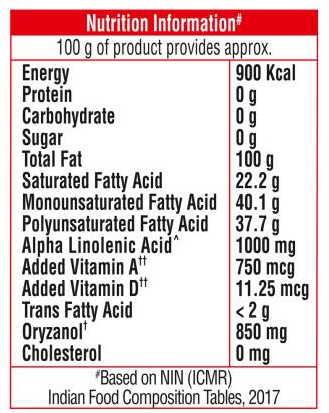 Nutrition Information#
100 g of product provides approx.
Energy 900 Kcal
Protein 0 g
Carbohydrate 0 g
Sugar 0 g
Total Fat 100 g
Saturated Fatty Acid 22.2 g
Monounsaturated Fatty Acid 40.1 g
Polyunsaturated Fatty Acid 37.7 g
Alpha Linolenic Acid^ 1000 mg
Added Vitamin A†† 750 mcg
Added Vitamin D†† 11.25 mcg
Trans Fatty Acid < 2 g
Oryzanol† 850 mg
Cholesterol 0 mg
#Based on NIN (ICMR)
Indian Food Composition Tables, 2017